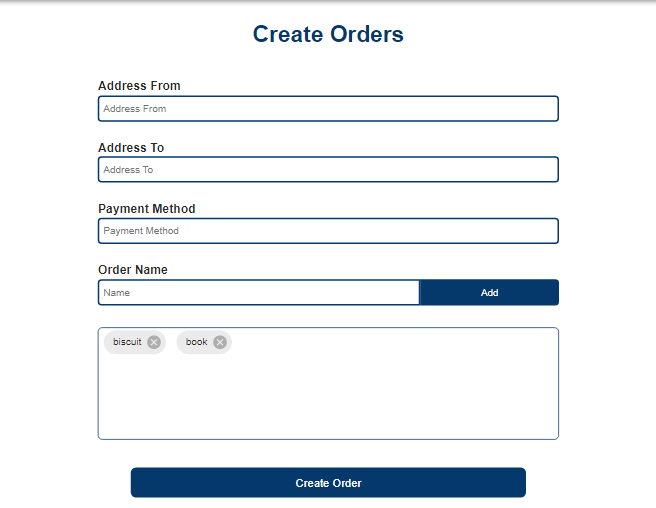 Create Orders
Address From
Address From
Address To
Address To
Payment Method
Payment Method
Order Name
Name Add
biscuit book
Create Order